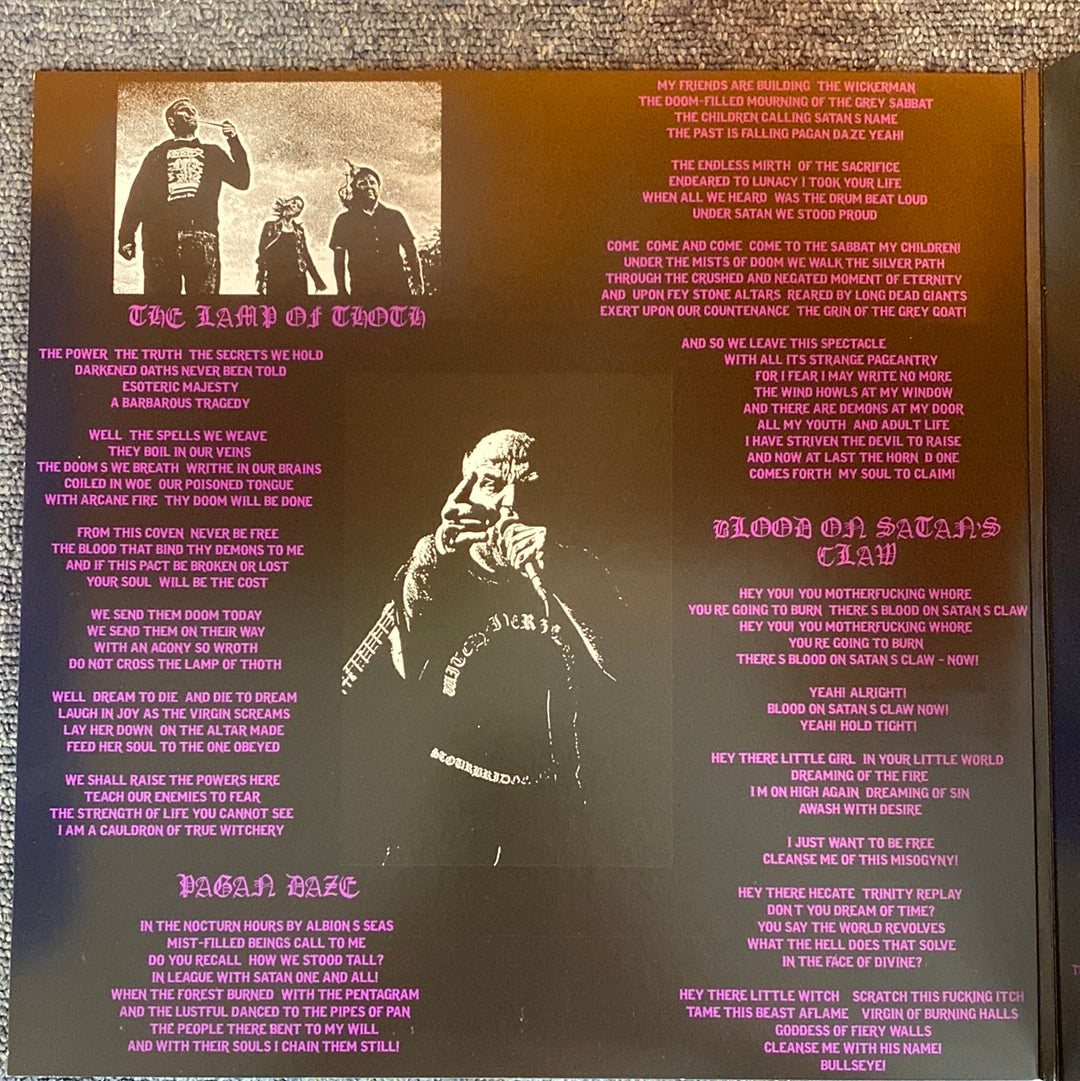 THE LAMP OF THOTH
THE POWER THE TRUTH THE SECRETS WE HOLD
DARKENED OATHS NEVER BEEN TOLD
ESOTERIC MAJESTY
A BARBAROUS TRAGEDY
WELL THE SPELLS WE WEAVE
THEY BOIL IN OUR VEINS
THE DOOM S WE BREATH WRITHE IN OUR BRAINS
COILED IN WOE OUR POISONED TONGUE
WITH ARCANE FIRE THY DOOM WILL BE DONE
FROM THIS COVEN NEVER BE FREE
THE BLOOD THAT BIND THY DEMONS TO ME
AND IF THIS PACT BE BROKEN OR LOST
YOUR SOUL WILL BE THE COST
WE SEND THEM DOOM TODAY
WE SEND THEM ON THEIR WAY
WITH AN AGONY SO WROTH
DO NOT CROSS THE LAMP OF THOTH
WELL DREAM TO DIE AND DIE TO DREAM
LAUGH IN JOY AS THE VIRGIN SCREAMS
LAY HER DOWN ON THE ALTAR MADE
FEED HER SOUL TO THE ONE OBEYED
WE SHALL RAISE THE POWERS HERE
TEACH OUR ENEMIES TO FEAR
THE STRENGTH OF LIFE YOU CANNOT SEE
I AM A CAULDRON OF TRUE WITCHERY
PAGAN DAZE
IN THE NOCTURN HOURS BY ALBION S SEAS
MIST-FILLED BEINGS CALL TO ME
DO YOU RECALL HOW WE STOOD TALL?
IN LEAGUE WITH SATAN ONE AND ALL!
WHEN THE FOREST BURNED WITH THE PENTAGRAM
AND THE LUSTFUL DANCED TO THE PIPES OF PAN
THE PEOPLE THERE BENT TO MY WILL
AND WITH THEIR SOULS I CHAIN THEM STILL!
STOURBRIDGE
MY FRIENDS ARE BUILDING THE WICKERMAN
THE DOOM-FILLED MOURNING OF THE GREY SABBAT
THE CHILDREN CALLING SATAN S NAME
THE PAST IS FALLING PAGAN DAZE YEAH!
THE ENDLESS MIRTH OF THE SACRIFICE
ENDEARED TO LUNACY I TOOK YOUR LIFE
WHEN ALL WE HEARD WAS THE DRUM BEAT LOUD
UNDER SATAN WE STOOD PROUD
COME COME AND COME COME TO THE SABBAT MY CHILDREN!
UNDER THE MISTS OF DOOM WE WALK THE SILVER PATH
THROUGH THE CRUSHED AND NEGATED MOMENT OF ETERNITY
AND UPON FEY STONE ALTARS REARED BY LONG DEAD GIANTS
EXERT UPON OUR COUNTENANCE THE GRIN OF THE GREY GOAT!
AND SO WE LEAVE THIS SPECTACLE
WITH ALL ITS STRANGE PAGEANTRY
FOR I FEAR I MAY WRITE NO MORE
THE WIND HOWLS AT MY WINDOW
AND THERE ARE DEMONS AT MY DOOR
ALL MY YOUTH AND ADULT LIFE
I HAVE STRIVEN THE DEVIL TO RAISE
AND NOW AT LAST THE HORN D ONE
COMES FORTH MY SOUL TO CLAIM!
BLOOD ON SATAN'S
CLAW
HEY YOU! YOU MOTHERFUCKING WHORE
YOU RE GOING TO BURN THERE S BLOOD ON SATAN S CLAW
HEY YOU! YOU MOTHERFUCKING WHORE
YOU RE GOING TO BURN
THERE S BLOOD ON SATAN S CLAW - NOW!
YEAH! ALRIGHT!
BLOOD ON SATAN S CLAW NOW!
YEAH! HOLD TIGHT!
HEY THERE LITTLE GIRL IN YOUR LITTLE WORLD
DREAMING OF THE FIRE
I M ON HIGH AGAIN DREAMING OF SIN
AWASH WITH DESIRE
I JUST WANT TO BE FREE
CLEANSE ME OF THIS MISOGYNY!
HEY THERE HECATE TRINITY REPLAY
DON T YOU DREAM OF TIME?
YOU SAY THE WORLD REVOLVES
WHAT THE HELL DOES THAT SOLVE
IN THE FACE OF DIVINE?
HEY THERE LITTLE WITCH SCRATCH THIS FUCKING ITCH
TAME THIS BEAST AFLAME VIRGIN OF BURNING HALLS
GODDESS OF FIERY WALLS
CLEANSE ME WITH HIS NAME!
BULLSEYE!